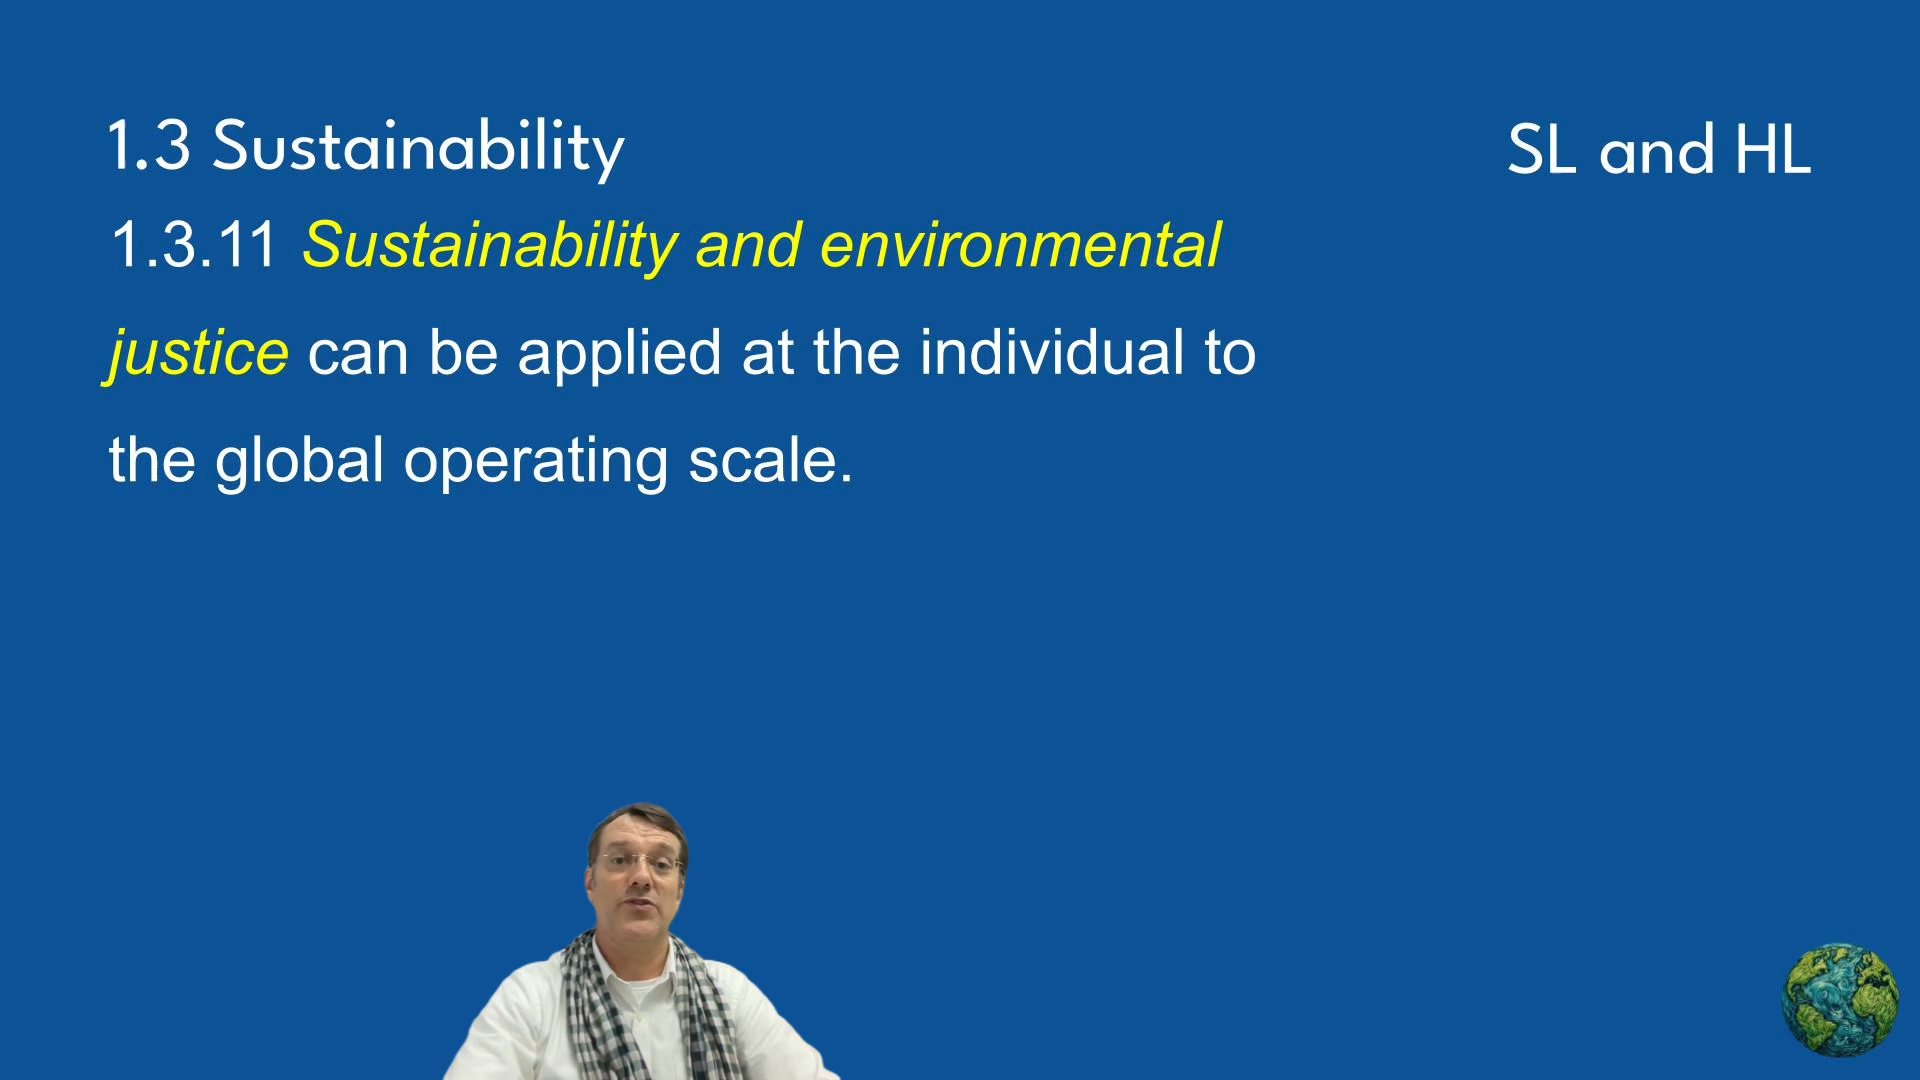 1.3 Sustainability
SL and HL
1.3.11 Sustainability and environmental
justice can be applied at the individual to
the global operating scale.